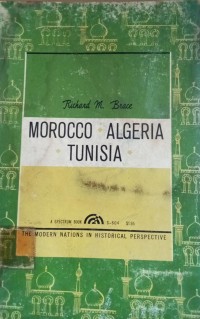 Richard M. Brace
MOROCCO · ALGERIA
· TUNISIA ·
A SPECTRUM BOOK
THE MODERN NATIONS IN HISTORICAL PERSPECTIVE